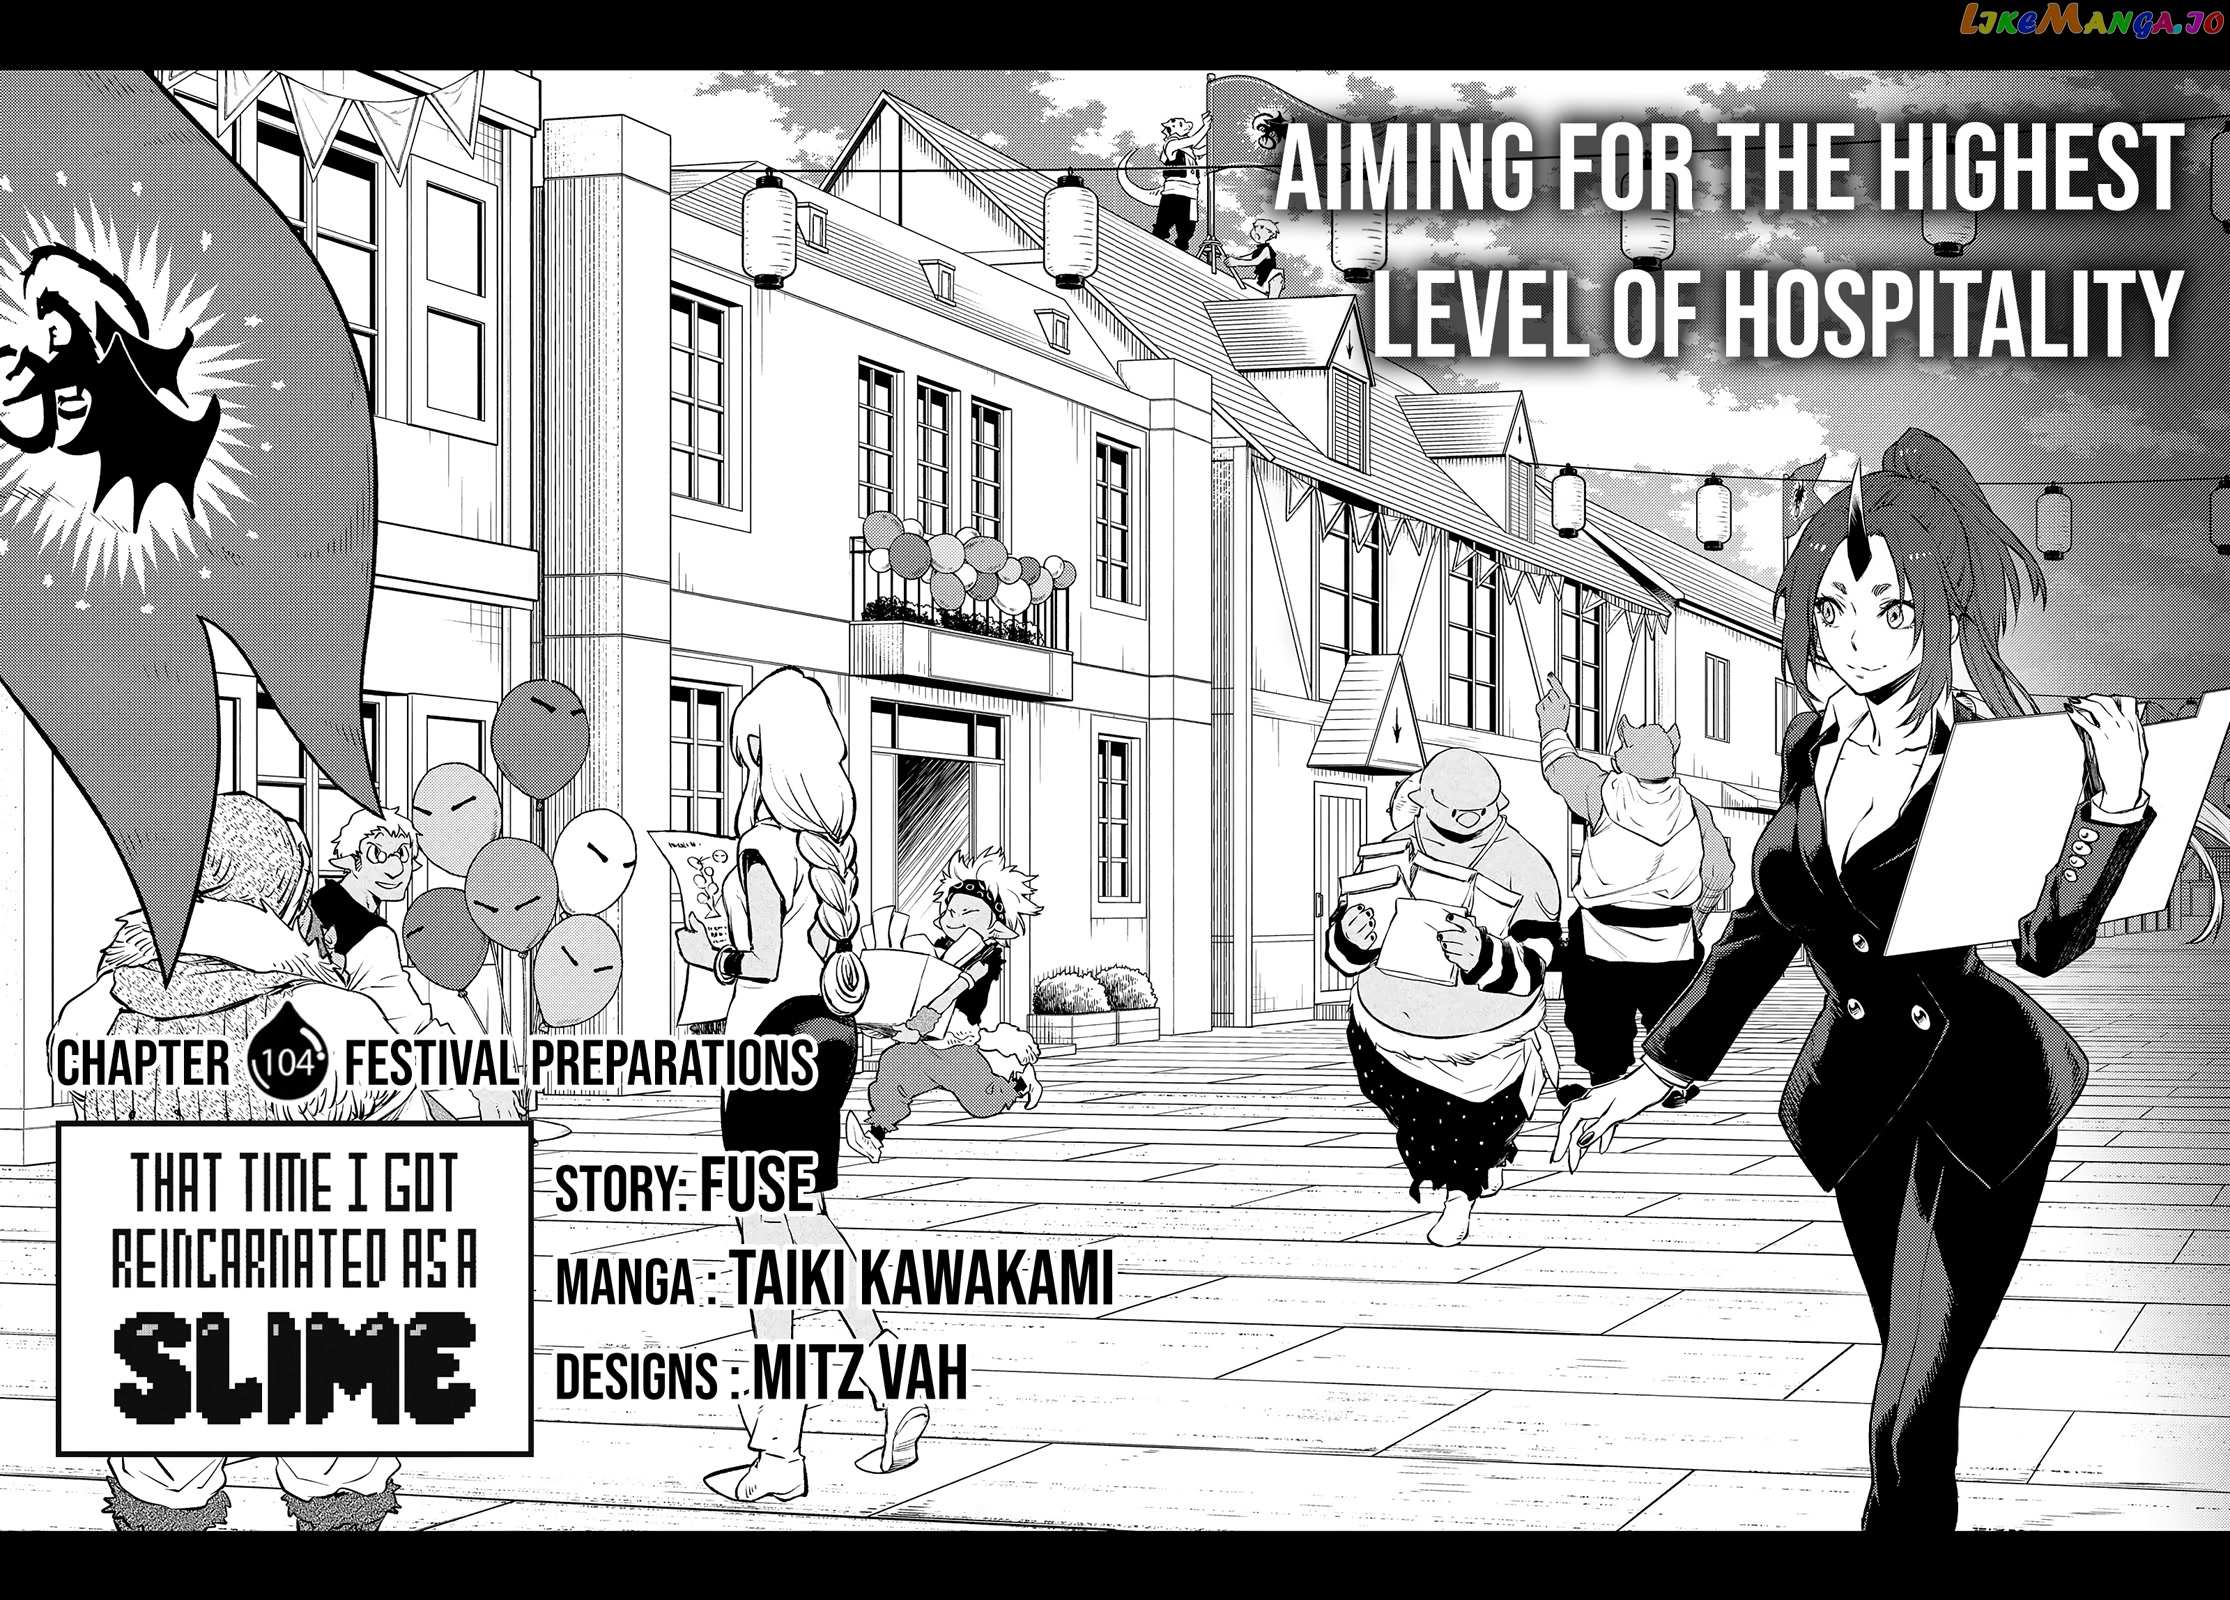 LIKEMANGA.IO
AIMING FOR THE HIGHEST
LEVEL OF HOSPITALITY
CHAPTER 104 FESTIVAL PREPARATIONS
THAT TIME I GOT
REINCARNATED AS A
SLIME
STORY: FUSE
MANGA : TAIKI KAWAKAMI
DESIGNS : MITZ VAH